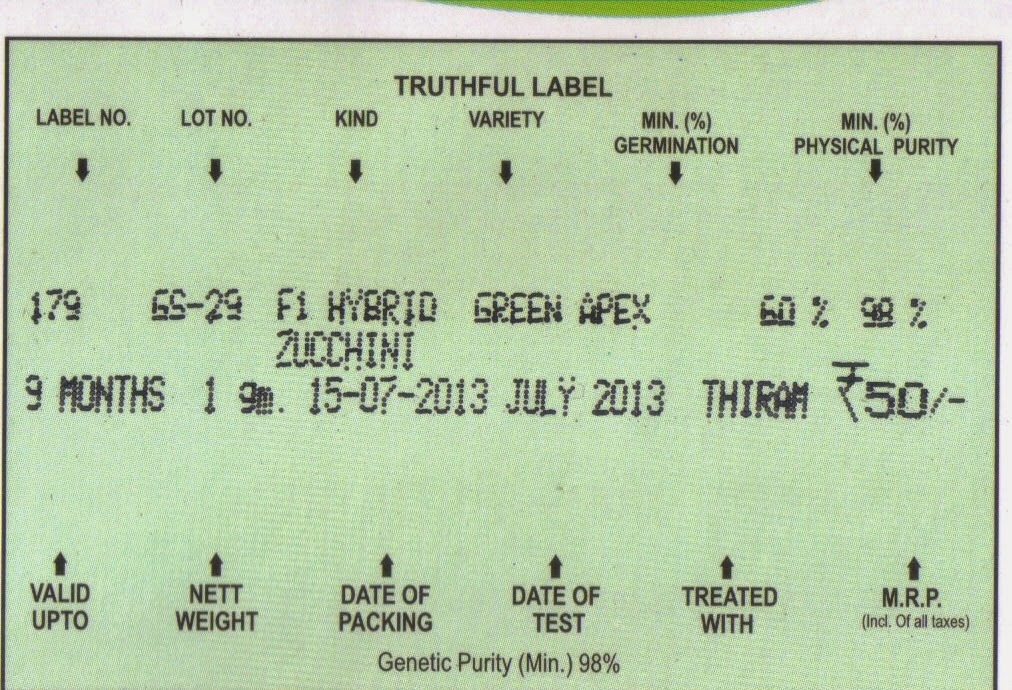 TRUTHFUL LABEL
LABEL NO. LOT NO. KIND VARIETY MIN. (%) GERMINATION MIN. (%) PHYSICAL PURITY
179 GS-29 F1 HYBRID GREEN APEX 60 % 98 %
ZUCCHINI
9 MONTHS 1 gm. 15-07-2013 JULY 2013 THIRAM ₹50/-
VALID UPTO NETT WEIGHT DATE OF PACKING DATE OF TEST TREATED WITH M.R.P. (Incl. Of all taxes)
Genetic Purity (Min.) 98%